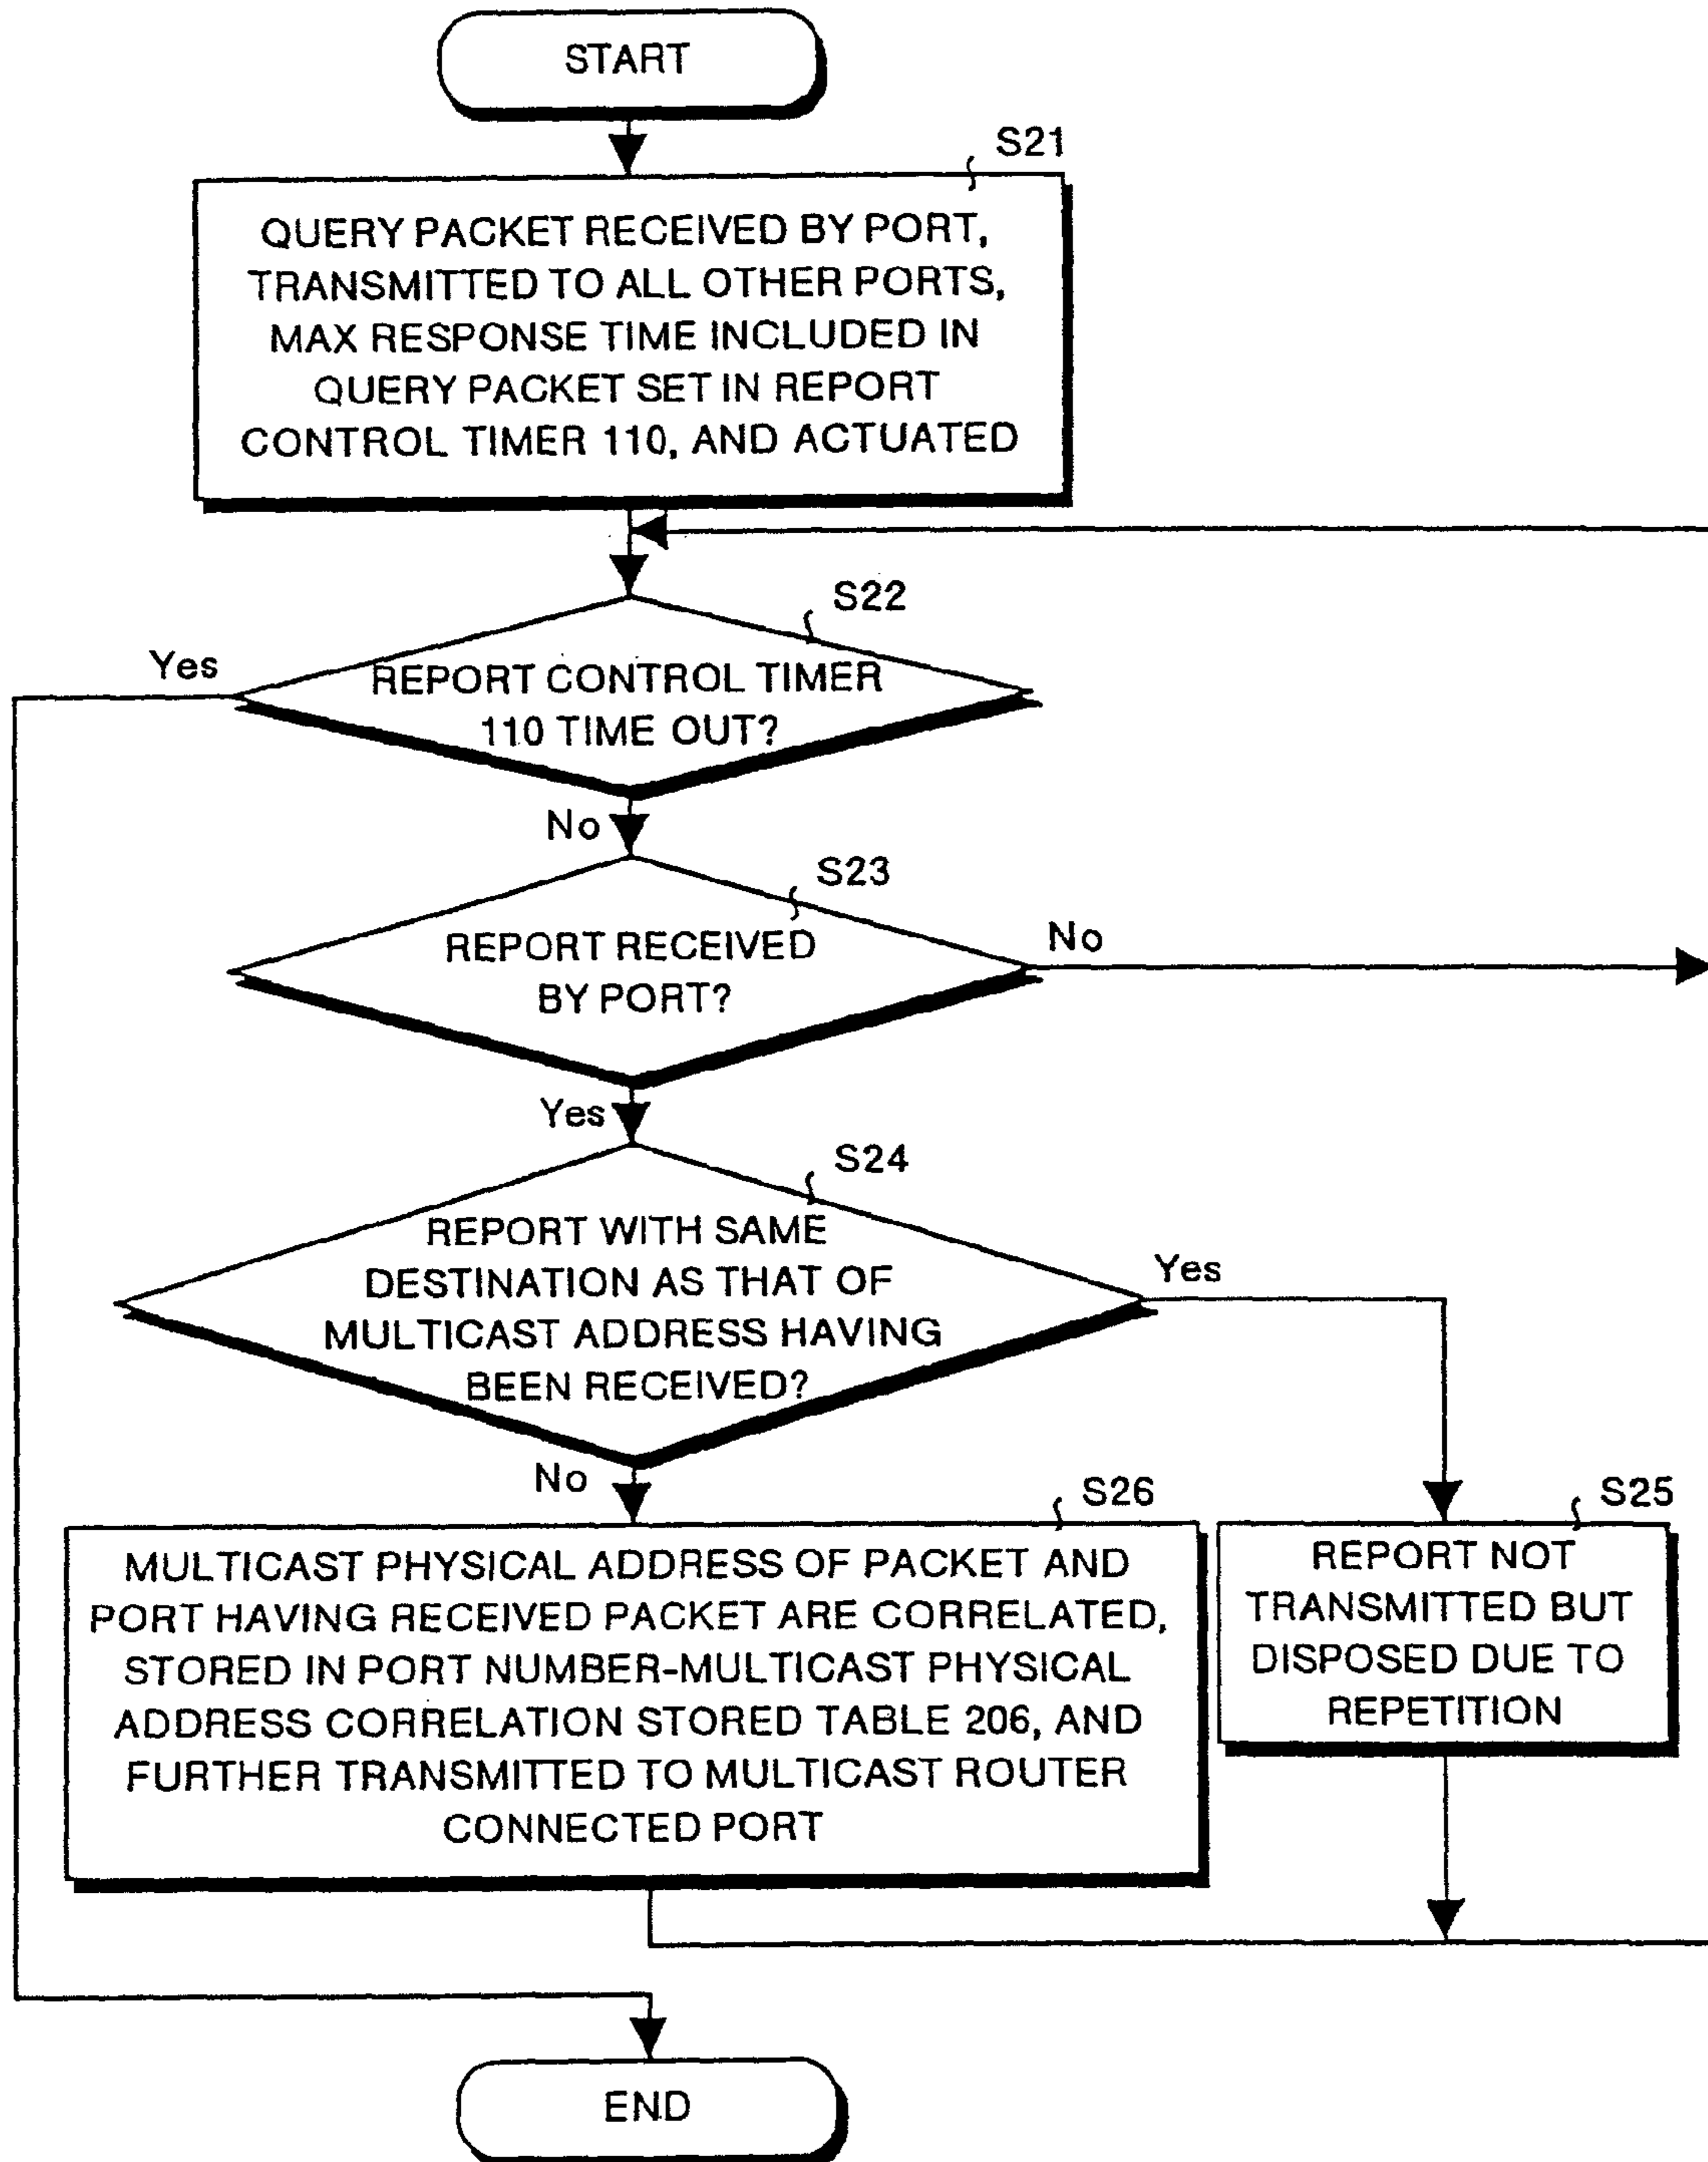 START
S21
QUERY PACKET RECEIVED BY PORT,
TRANSMITTED TO ALL OTHER PORTS,
MAX RESPONSE TIME INCLUDED IN
QUERY PACKET SET IN REPORT
CONTROL TIMER 110, AND ACTUATED
S22
Yes
REPORT CONTROL TIMER
110 TIME OUT?
No
S23
REPORT RECEIVED
BY PORT?
No
Yes
S24
REPORT WITH SAME
DESTINATION AS THAT OF
MULTICAST ADDRESS HAVING
BEEN RECEIVED?
Yes
No
S26
MULTICAST PHYSICAL ADDRESS OF PACKET AND
PORT HAVING RECEIVED PACKET ARE CORRELATED,
STORED IN PORT NUMBER-MULTICAST PHYSICAL
ADDRESS CORRELATION STORED TABLE 206, AND
FURTHER TRANSMITTED TO MULTICAST ROUTER
CONNECTED PORT
S25
REPORT NOT
TRANSMITTED BUT
DISPOSED DUE TO
REPETITION
END